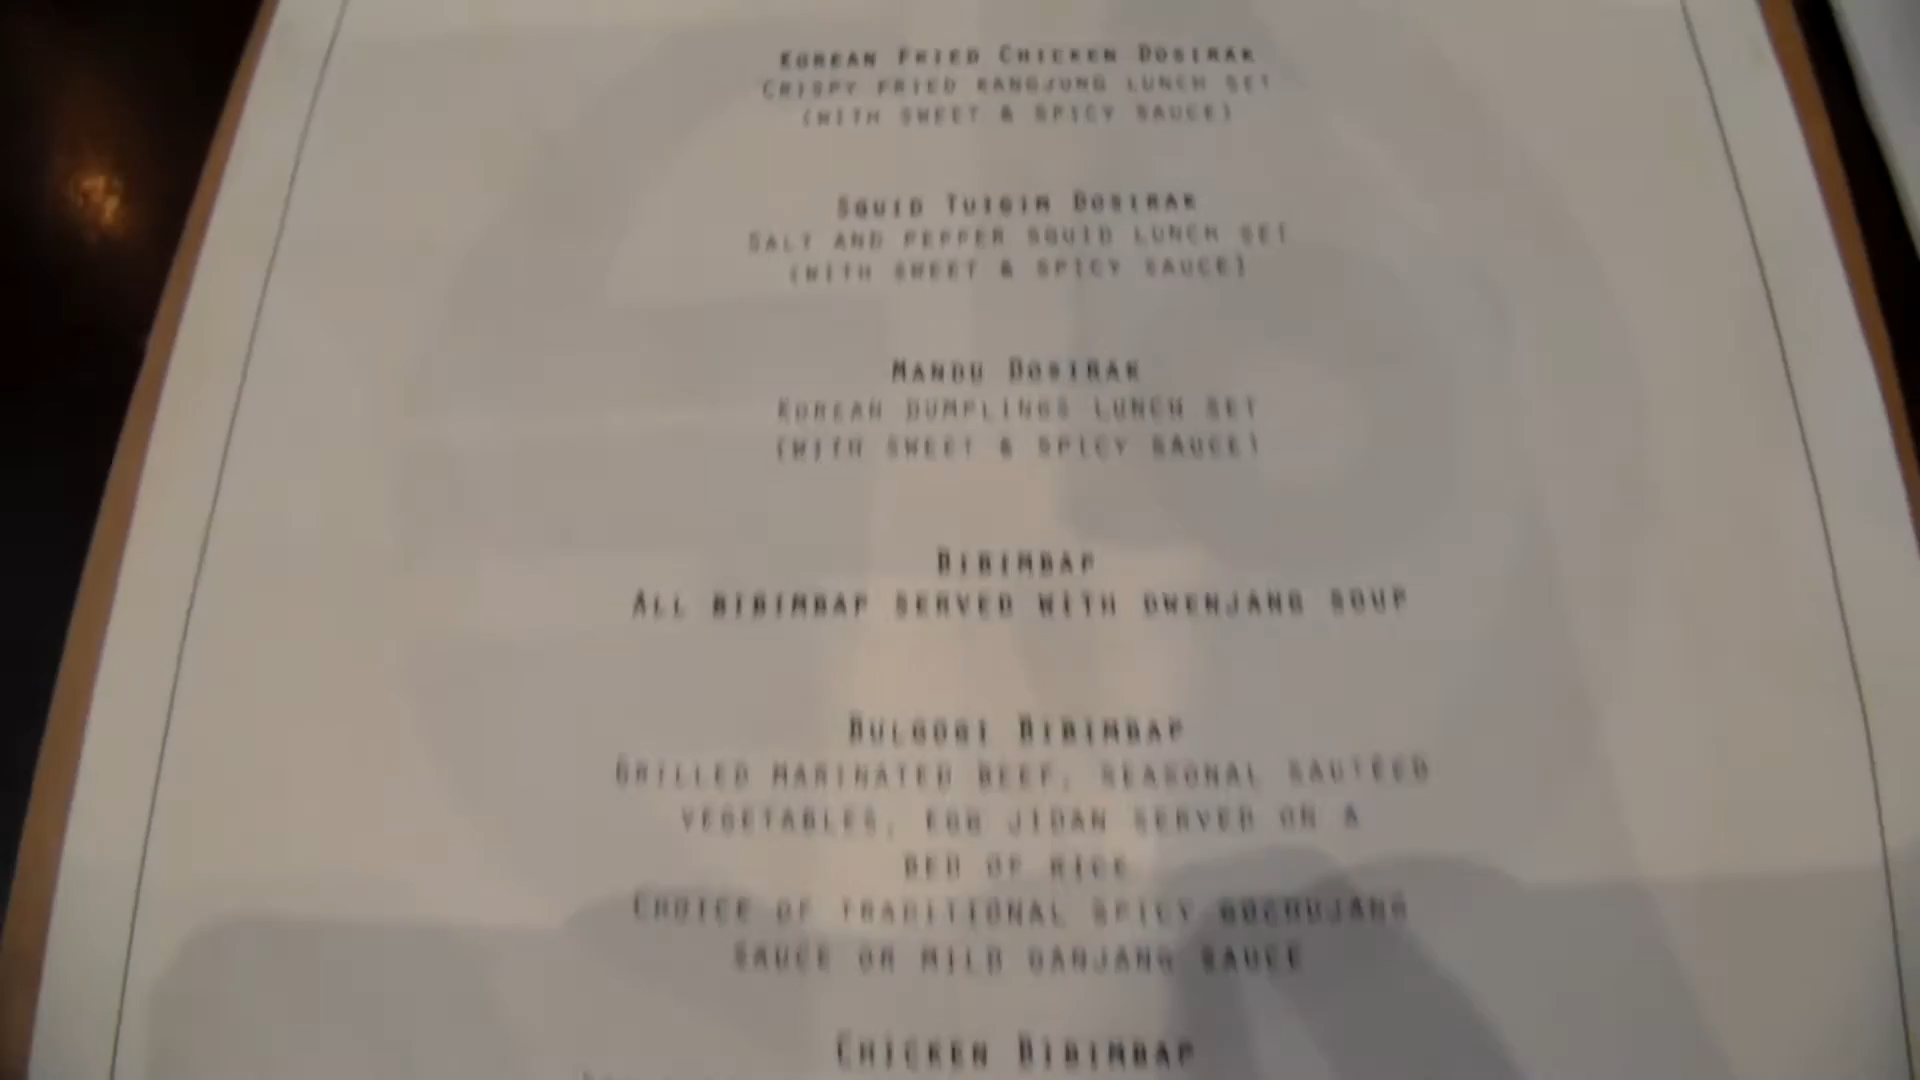 Korean Fried Chicken Dosirak
Crispy fried kangjung lunch set
(with sweet & spicy sauce)
Squid Tuigim Dosirak
Salt and pepper squid lunch set
(with sweet & spicy sauce)
Mandu Dosirak
Korean dumplings lunch set
(with sweet & spicy sauce)
Bibimbap
All bibimbap served with dwenjang soup
Bulgogi Bibimbap
Grilled marinated beef, seasonal sautéed
vegetables, egg jidan served on a
bed of rice
Choice of traditional spicy gochujang
sauce or mild ganjang sauce
Chicken Bibimbap